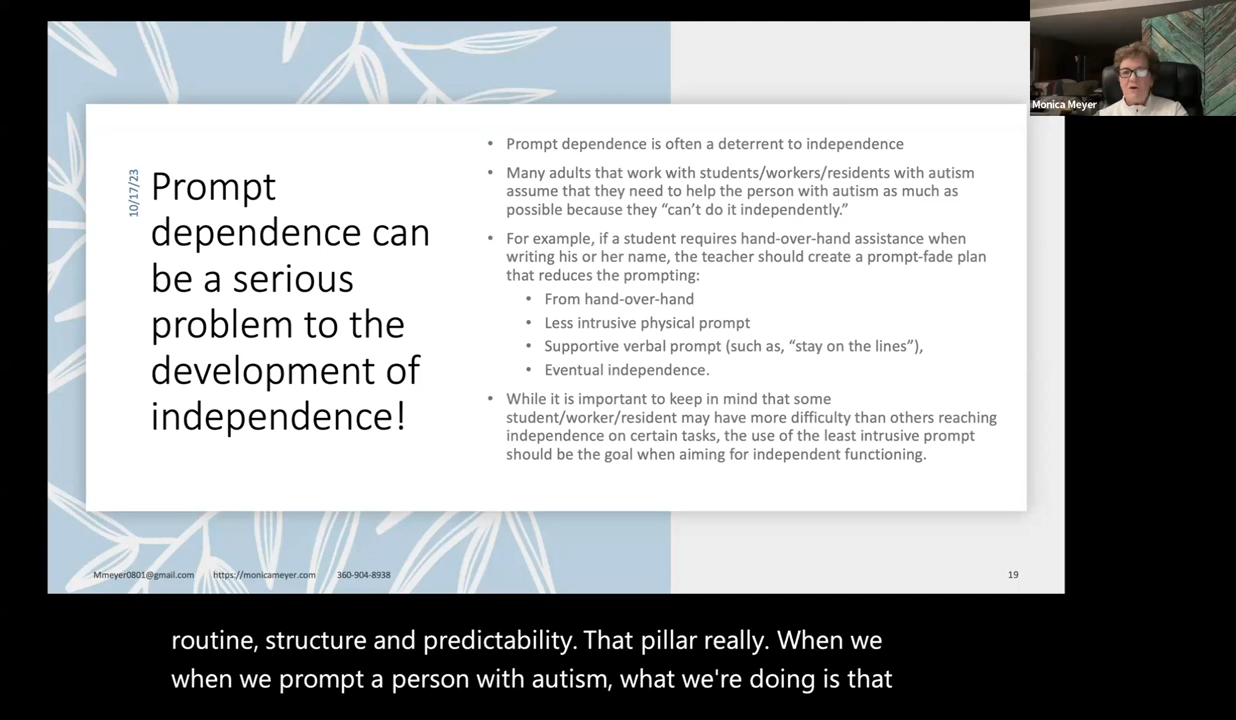 Monica Meyer
10/17/23
Prompt
dependence can
be a serious
problem to the
development of
independence!
• Prompt dependence is often a deterrent to independence
• Many adults that work with students/workers/residents with autism
assume that they need to help the person with autism as much as
possible because they “can’t do it independently.”
• For example, if a student requires hand-over-hand assistance when
writing his or her name, the teacher should create a prompt-fade plan
that reduces the prompting:
• From hand-over-hand
• Less intrusive physical prompt
• Supportive verbal prompt (such as, “stay on the lines”),
• Eventual independence.
• While it is important to keep in mind that some
student/worker/resident may have more difficulty than others reaching
independence on certain tasks, the use of the least intrusive prompt
should be the goal when aiming for independent functioning.
Mmeyer0801@gmail.com https://monicameyer.com 360-904-8938
19
routine, structure and predictability. That pillar really. When we
when we prompt a person with autism, what we're doing is that